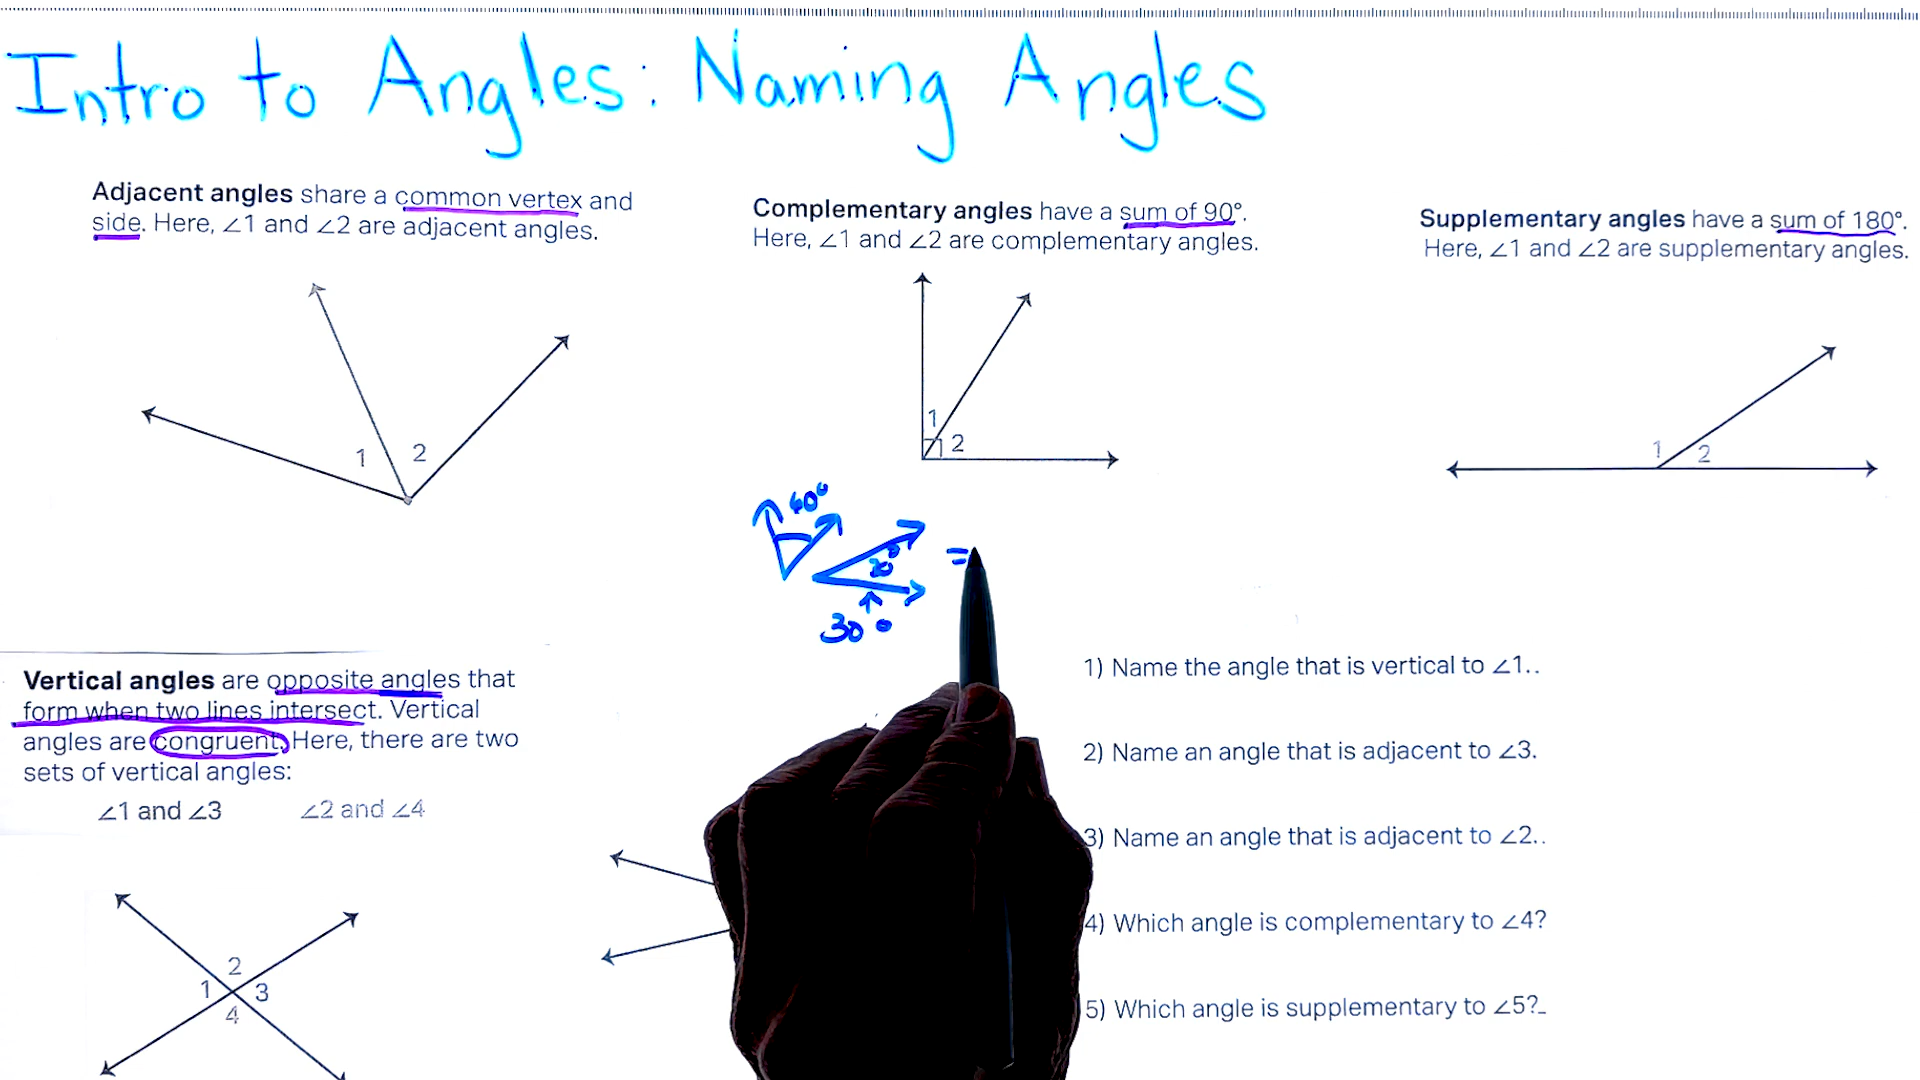 Intro to Angles: Naming Angles
Adjacent angles share a common vertex and
side. Here, ∠1 and ∠2 are adjacent angles.
1
2
Complementary angles have a sum of 90°.
Here, ∠1 and ∠2 are complementary angles.
1
2
Supplementary angles have a sum of 180°.
Here, ∠1 and ∠2 are supplementary angles.
1
2
60°
=
30°
Vertical angles are opposite angles that
form when two lines intersect. Vertical
angles are congruent. Here, there are two
sets of vertical angles:
∠1 and ∠3 ∠2 and ∠4
2
1 3
4
1) Name the angle that is vertical to ∠1..
2) Name an angle that is adjacent to ∠3.
3) Name an angle that is adjacent to ∠2..
4) Which angle is complementary to ∠4?
5) Which angle is supplementary to ∠5?_